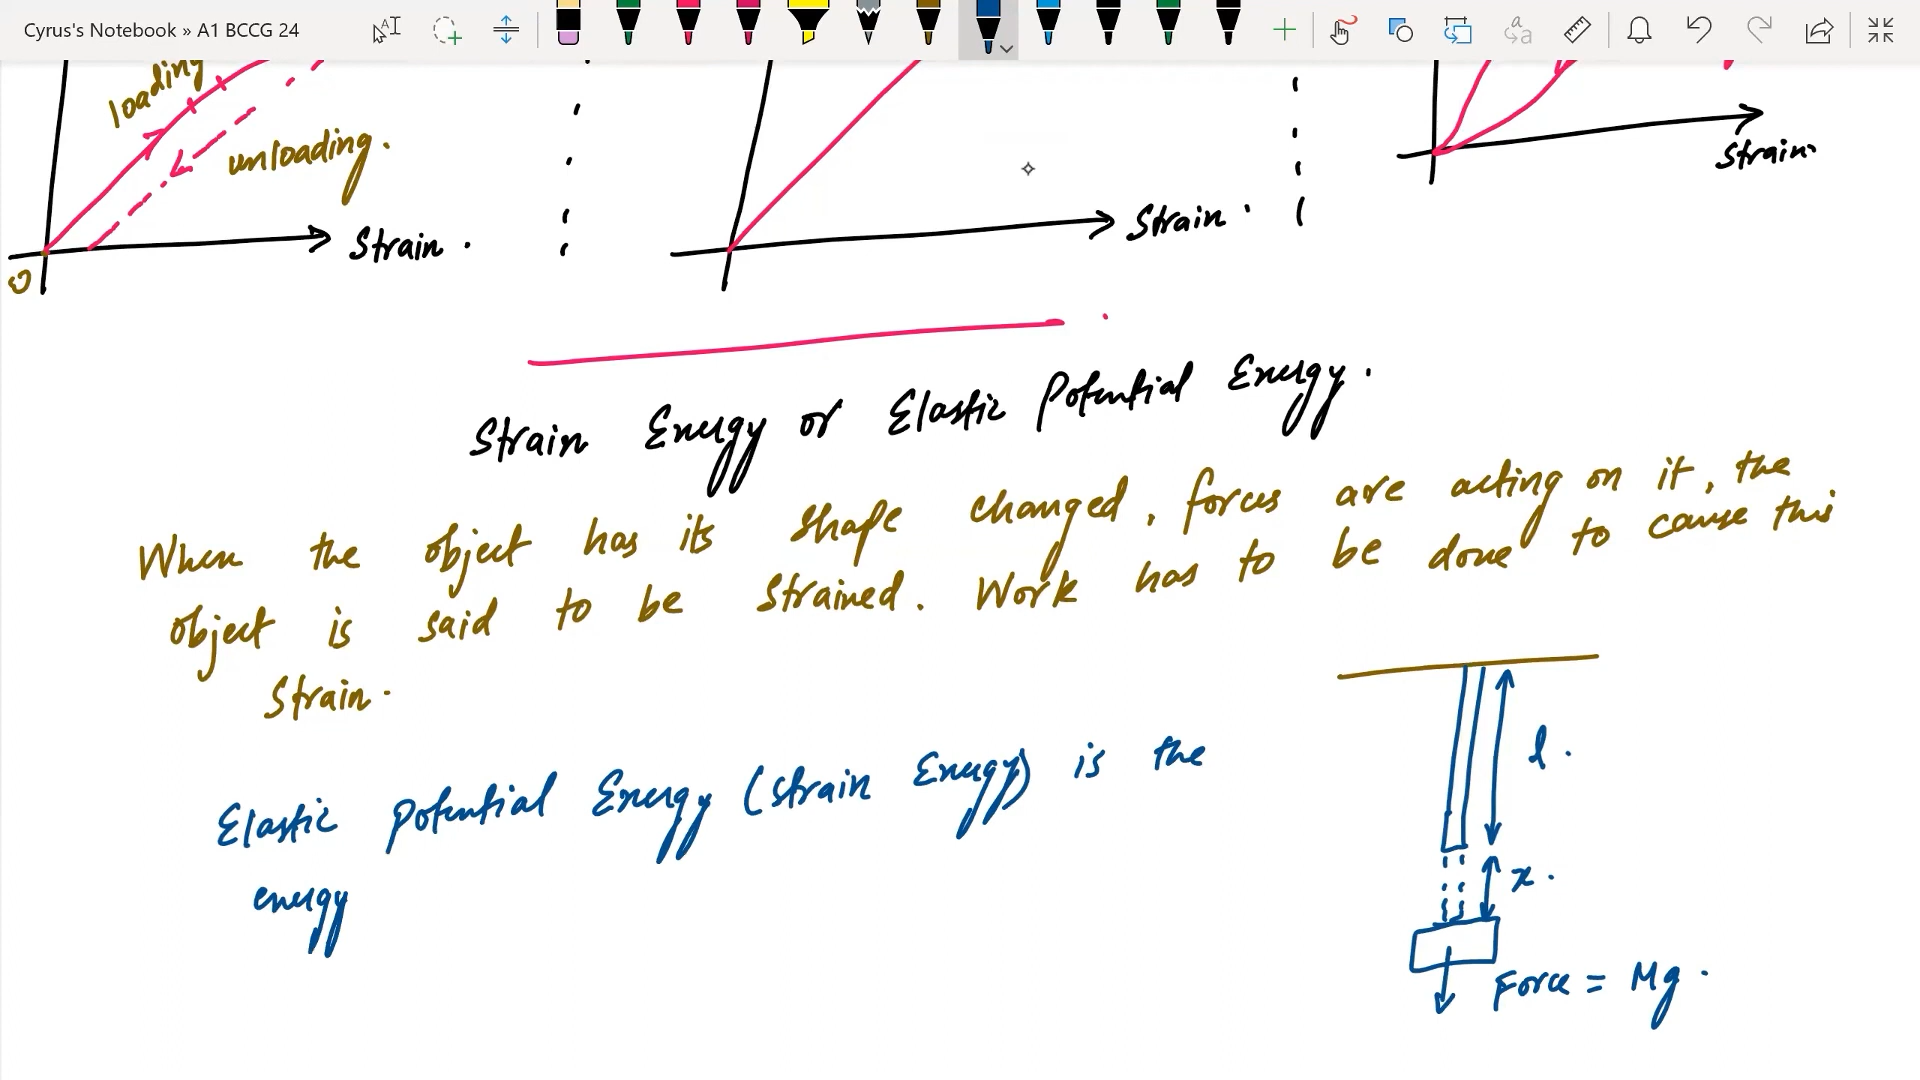 Cyrus's Notebook » A1 BCCG 24
loading
unloading.
Strain.
O
Strain.
Strain.
Strain Energy or Elastic Potential Energy.
When the object has its shape changed, forces are acting on it, the
object is said to be strained. Work has to be done to cause this
Strain.
Elastic potential Energy (strain Energy) is the
energy
l.
x.
Force = Mg.